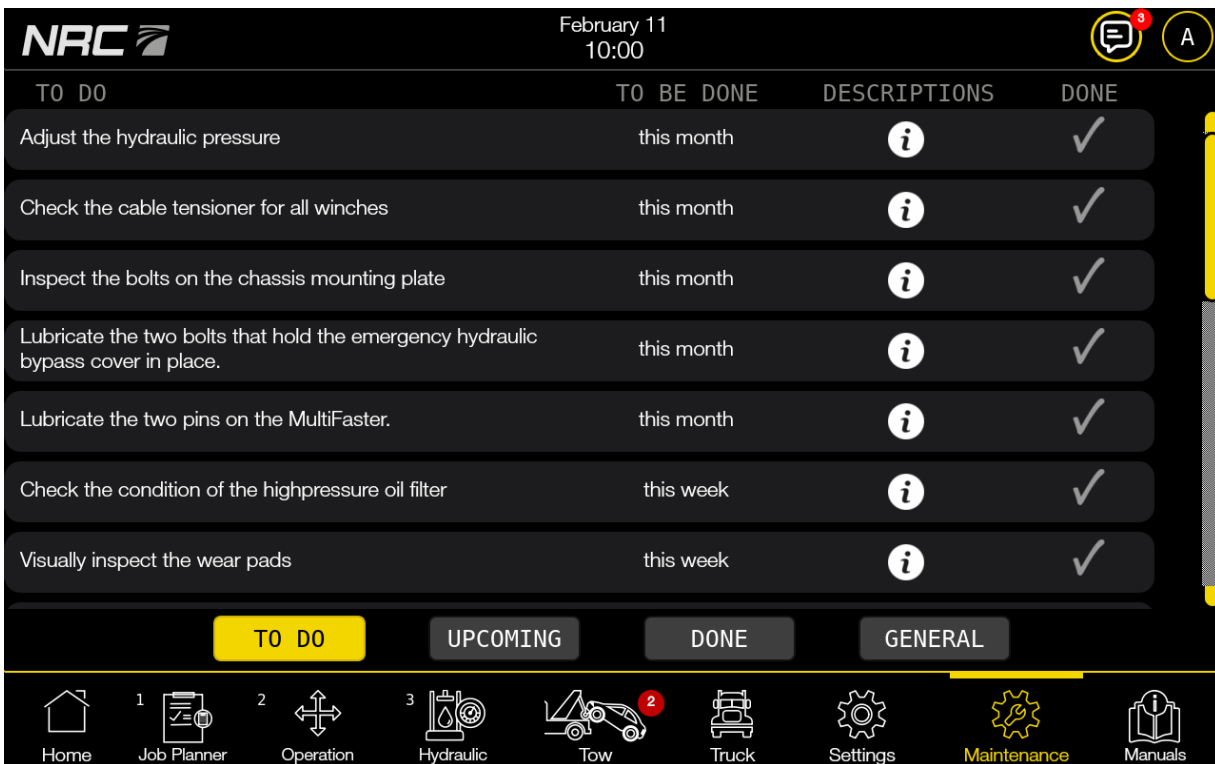 NRC
February 11
10:00
3
A
TO DO
TO BE DONE
DESCRIPTIONS
DONE
Adjust the hydraulic pressure
this month
i
Check the cable tensioner for all winches
this month
i
Inspect the bolts on the chassis mounting plate
this month
i
Lubricate the two bolts that hold the emergency hydraulic
bypass cover in place.
this month
i
Lubricate the two pins on the MultiFaster.
this month
i
Check the condition of the highpressure oil filter
this week
i
Visually inspect the wear pads
this week
i
TO DO
UPCOMING
DONE
GENERAL
Home
1
Job Planner
2
Operation
3
Hydraulic
2
Tow
Truck
Settings
Maintenance
i
Manuals